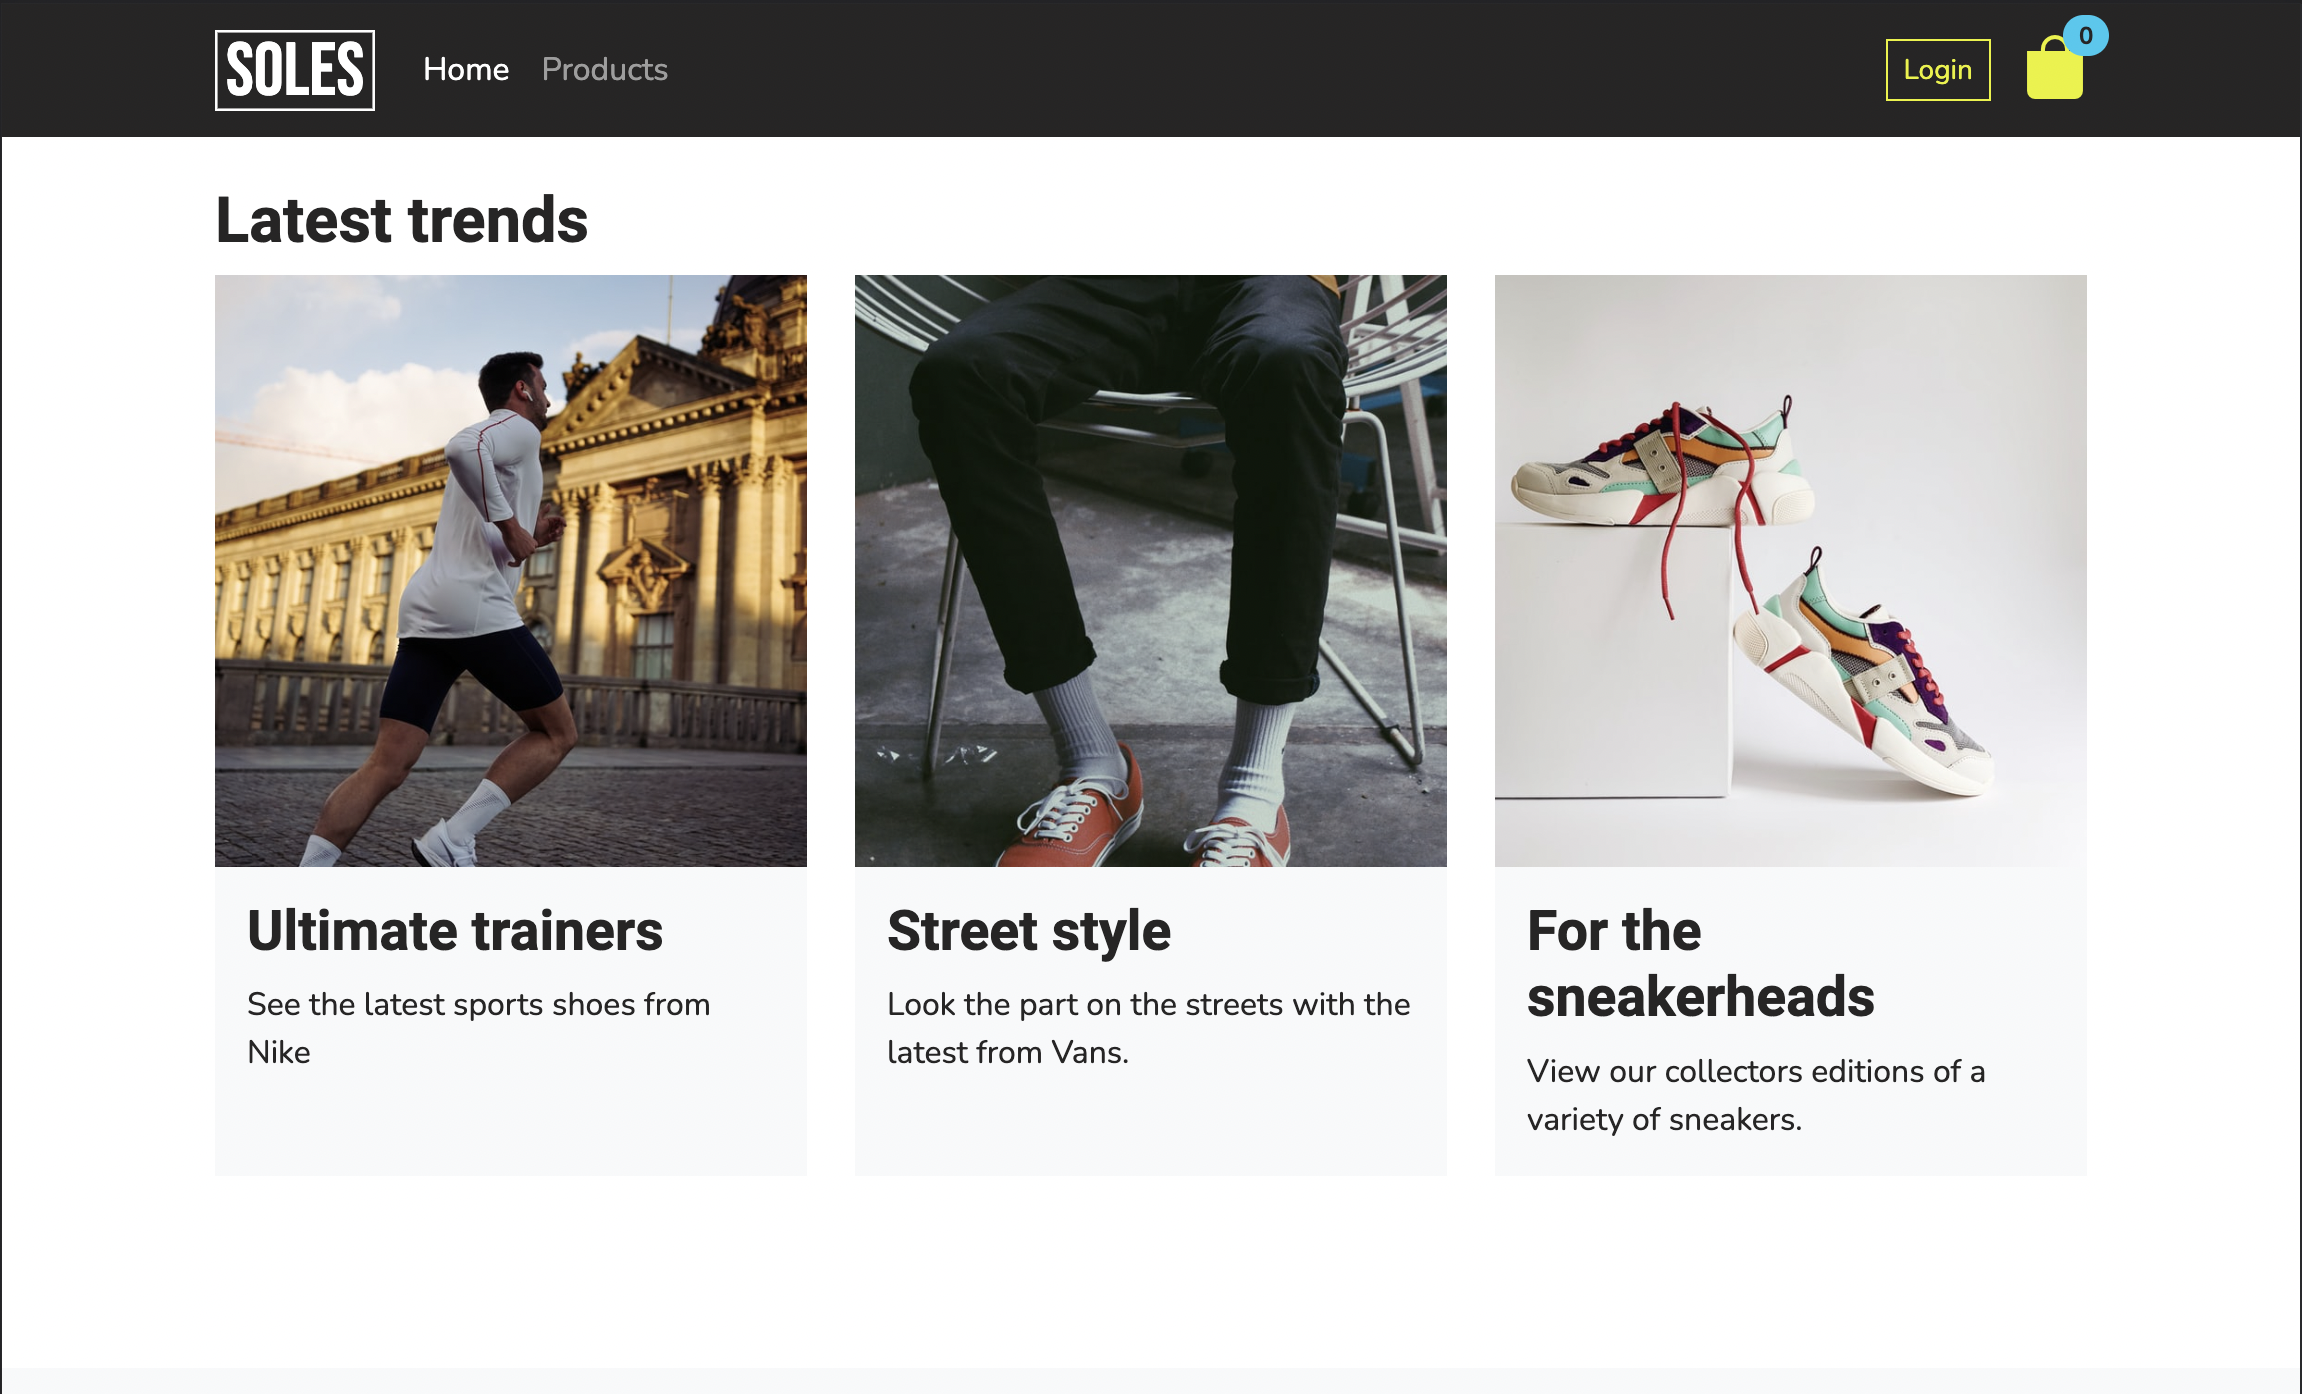 SOLES Home Products Login 0
Latest trends
Ultimate trainers
See the latest sports shoes from
Nike
Street style
Look the part on the streets with the
latest from Vans.
For the
sneakerheads
View our collectors editions of a
variety of sneakers.